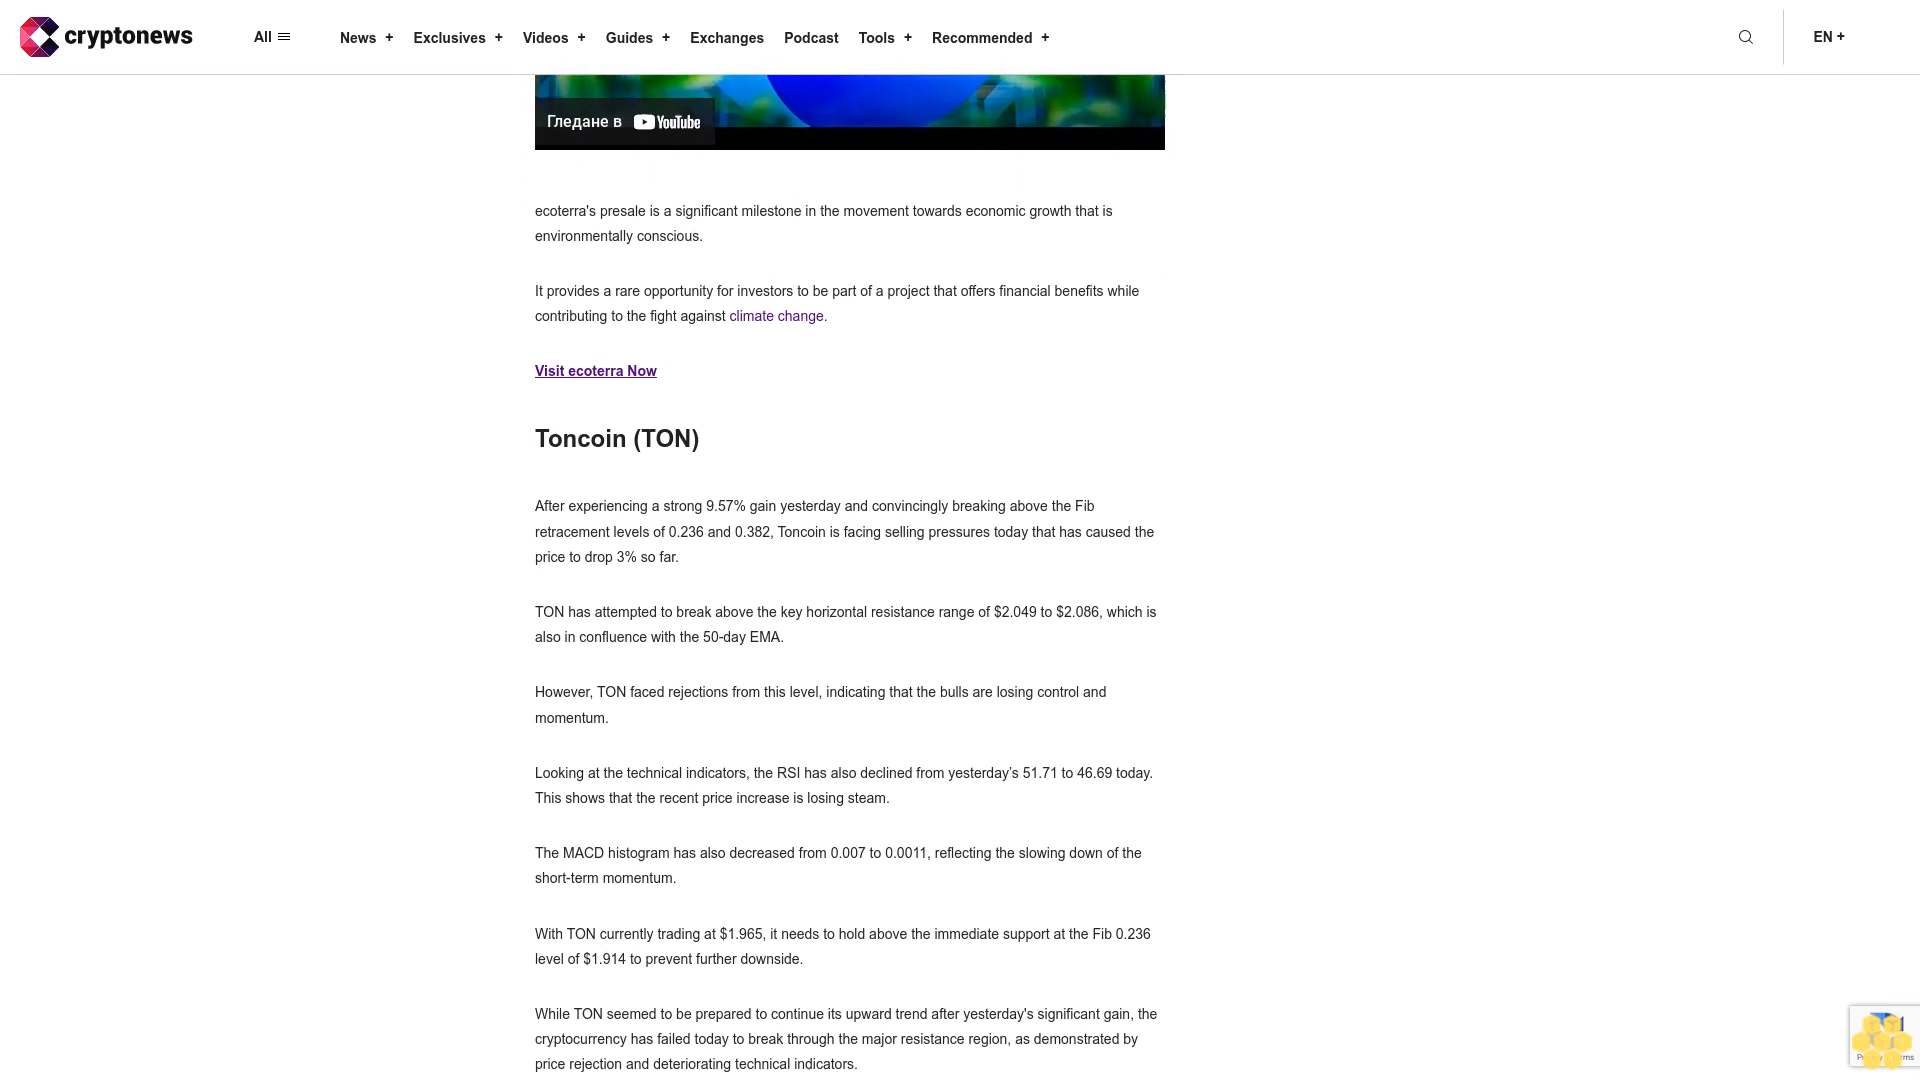 cryptonews
All
News +
Exclusives +
Videos +
Guides +
Exchanges
Podcast
Tools +
Recommended +
EN +
Гледане в YouTube
ecoterra's presale is a significant milestone in the movement towards economic growth that is
environmentally conscious.
It provides a rare opportunity for investors to be part of a project that offers financial benefits while
contributing to the fight against climate change.
Visit ecoterra Now
Toncoin (TON)
After experiencing a strong 9.57% gain yesterday and convincingly breaking above the Fib
retracement levels of 0.236 and 0.382, Toncoin is facing selling pressures today that has caused the
price to drop 3% so far.
TON has attempted to break above the key horizontal resistance range of $2.049 to $2.086, which is
also in confluence with the 50-day EMA.
However, TON faced rejections from this level, indicating that the bulls are losing control and
momentum.
Looking at the technical indicators, the RSI has also declined from yesterday’s 51.71 to 46.69 today.
This shows that the recent price increase is losing steam.
The MACD histogram has also decreased from 0.007 to 0.0011, reflecting the slowing down of the
short-term momentum.
With TON currently trading at $1.965, it needs to hold above the immediate support at the Fib 0.236
level of $1.914 to prevent further downside.
While TON seemed to be prepared to continue its upward trend after yesterday's significant gain, the
cryptocurrency has failed today to break through the major resistance region, as demonstrated by
price rejection and deteriorating technical indicators.